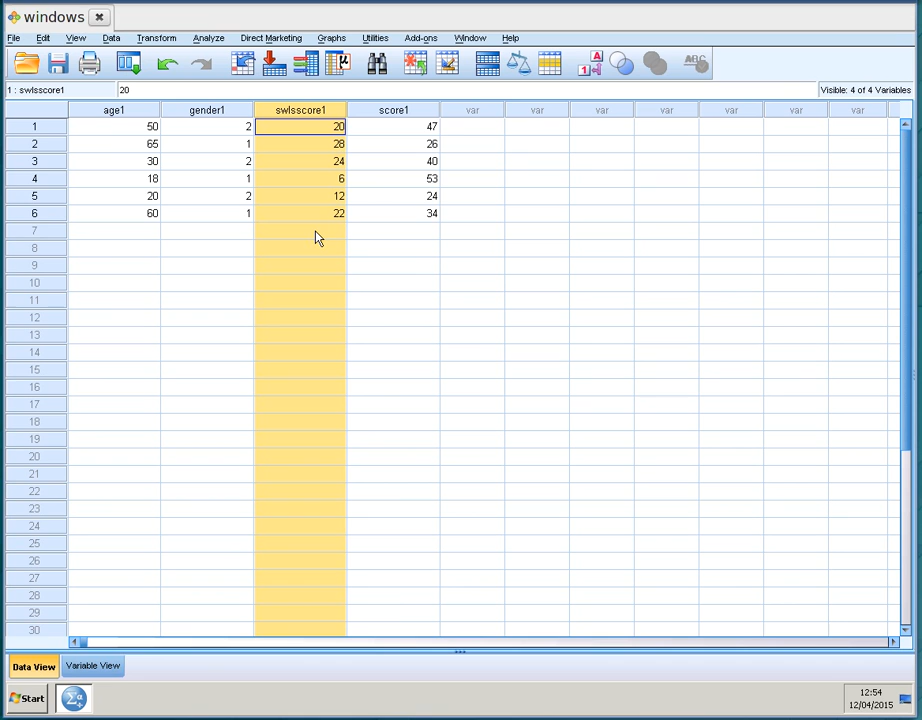 windows
File Edit View Data Transform Analyze Direct Marketing Graphs Utilities Add-ons Window Help
1 : swlsscore1 20 Visible: 4 of 4 Variables
age1 gender1 swlsscore1 score1 var var var var var var var
1 50 2 20 47
2 65 1 28 26
3 30 2 24 40
4 18 1 6 53
5 20 2 12 24
6 60 1 22 34
7
8
9
10
11
12
13
14
15
16
17
18
19
20
21
22
23
24
25
26
27
28
29
30
Data View Variable View
Start 12:54
12/04/2015